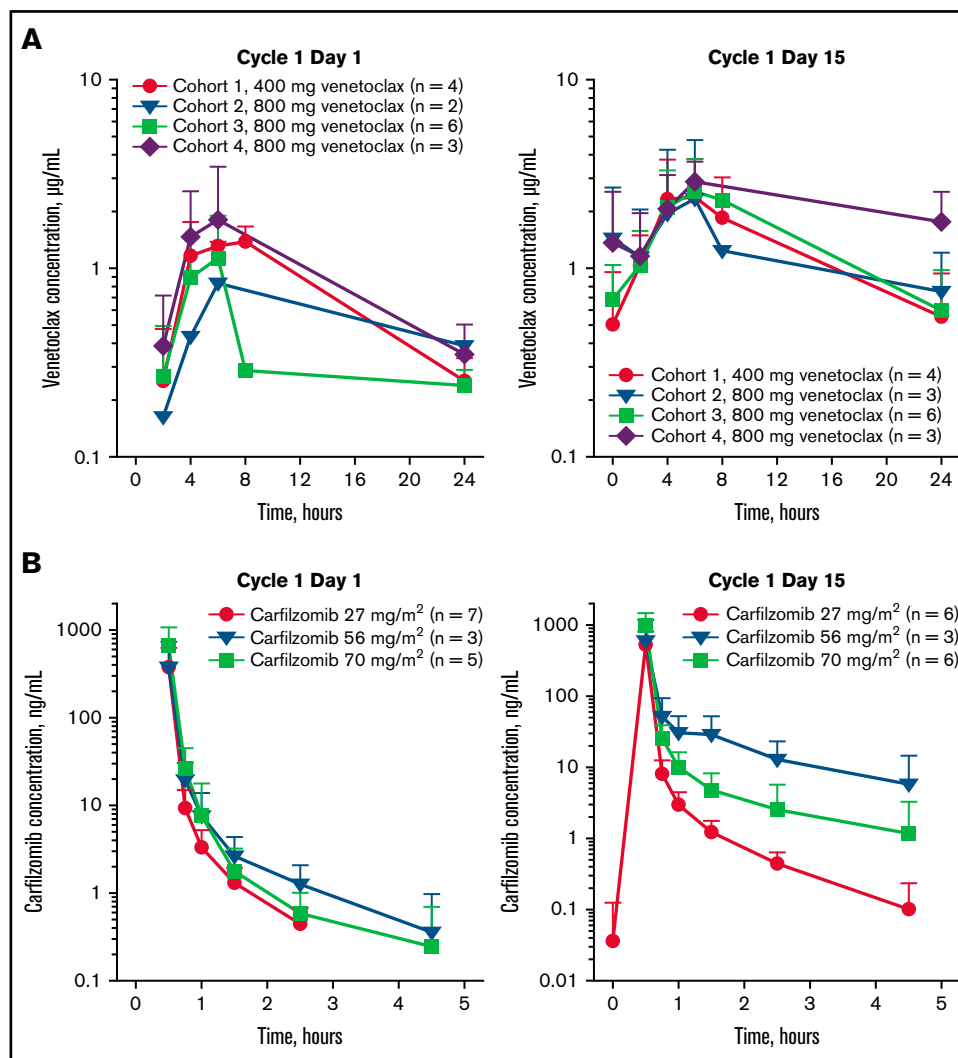 A
Cycle 1 Day 1
Cohort 1, 400 mg venetoclax (n = 4)
Cohort 2, 800 mg venetoclax (n = 2)
Cohort 3, 800 mg venetoclax (n = 6)
Cohort 4, 800 mg venetoclax (n = 3)
Venetoclax concentration, µg/mL
10
1
0.1
0 4 8 12 16 20 24
Time, hours
Cycle 1 Day 15
Cohort 1, 400 mg venetoclax (n = 4)
Cohort 2, 800 mg venetoclax (n = 3)
Cohort 3, 800 mg venetoclax (n = 6)
Cohort 4, 800 mg venetoclax (n = 3)
Venetoclax concentration, µg/mL
10
1
0.1
0 4 8 12 16 20 24
Time, hours
B
Cycle 1 Day 1
Carfilzomib 27 mg/m² (n = 7)
Carfilzomib 56 mg/m² (n = 3)
Carfilzomib 70 mg/m² (n = 5)
Carfilzomib concentration, ng/mL
1000
100
10
1
0.1
0 1 2 3 4 5
Time, hours
Cycle 1 Day 15
Carfilzomib 27 mg/m² (n = 6)
Carfilzomib 56 mg/m² (n = 3)
Carfilzomib 70 mg/m² (n = 6)
Carfilzomib concentration, ng/mL
1000
100
10
1
0.1
0.01
0 1 2 3 4 5
Time, hours